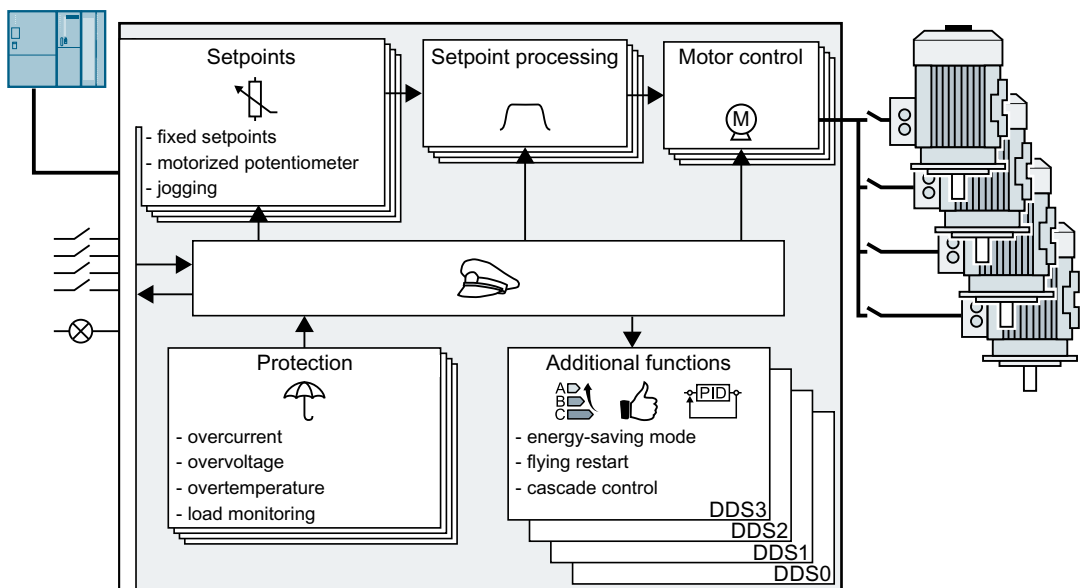 Setpoints
- fixed setpoints
- motorized potentiometer
- jogging
Setpoint processing
Motor control
M
Protection
- overcurrent
- overvoltage
- overtemperature
- load monitoring
Additional functions
A
B
C
PID
- energy-saving mode
- flying restart
- cascade control
DDS3
DDS2
DDS1
DDS0